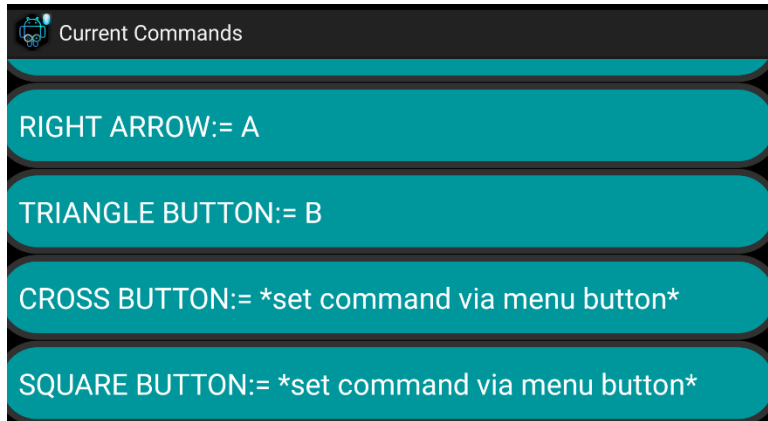 Current Commands
RIGHT ARROW:= A
TRIANGLE BUTTON:= B
CROSS BUTTON:= *set command via menu button*
SQUARE BUTTON:= *set command via menu button*